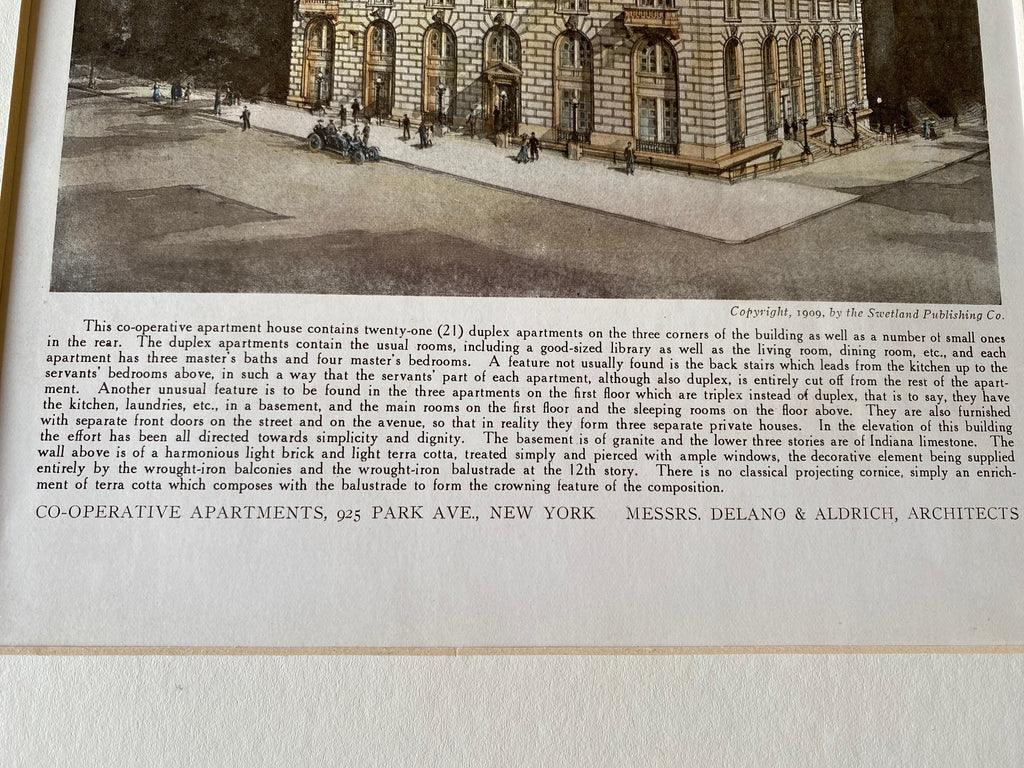 Copyright, 1909, by the Swetland Publishing Co.
This co-operative apartment house contains twenty-one (21) duplex apartments on the three corners of the building as well as a number of small ones
in the rear. The duplex apartments contain the usual rooms, including a good-sized library as well as the living room, dining room, etc., and each
apartment has three master's baths and four master's bedrooms. A feature not usually found is the back stairs which leads from the kitchen up to the
servants' bedrooms above, in such a way that the servants' part of each apartment, although also duplex, is entirely cut off from the rest of the apart-
ment. Another unusual feature is to be found in the three apartments on the first floor which are triplex instead of duplex, that is to say, they have
the kitchen, laundries, etc., in a basement, and the main rooms on the first floor and the sleeping rooms on the floor above. They are also furnished
with separate front doors on the street and on the avenue, so that in reality they form three separate private houses. In the elevation of this building
the effort has been all directed towards simplicity and dignity. The basement is of granite and the lower three stories are of Indiana limestone. The
wall above is of a harmonious light brick and light terra cotta, treated simply and pierced with ample windows, the decorative element being supplied
entirely by the wrought-iron balconies and the wrought-iron balustrade at the 12th story. There is no classical projecting cornice, simply an enrich-
ment of terra cotta which composes with the balustrade to form the crowning feature of the composition.
CO-OPERATIVE APARTMENTS, 925 PARK AVE., NEW YORK MESSRS. DELANO & ALDRICH, ARCHITECTS